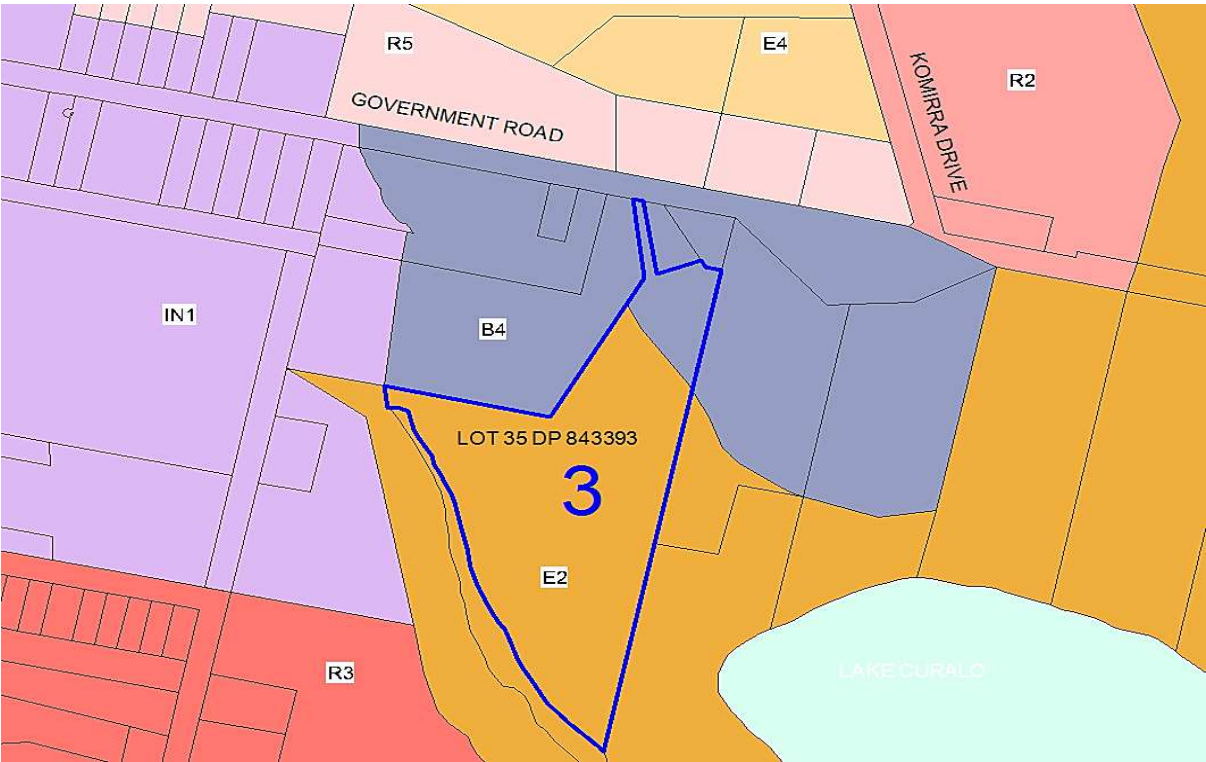 R5
E4
R2
KOMIRRA DRIVE
GOVERNMENT ROAD
IN1
B4
LOT 35 DP 843393
3
E2
R3
LAKE CURALO